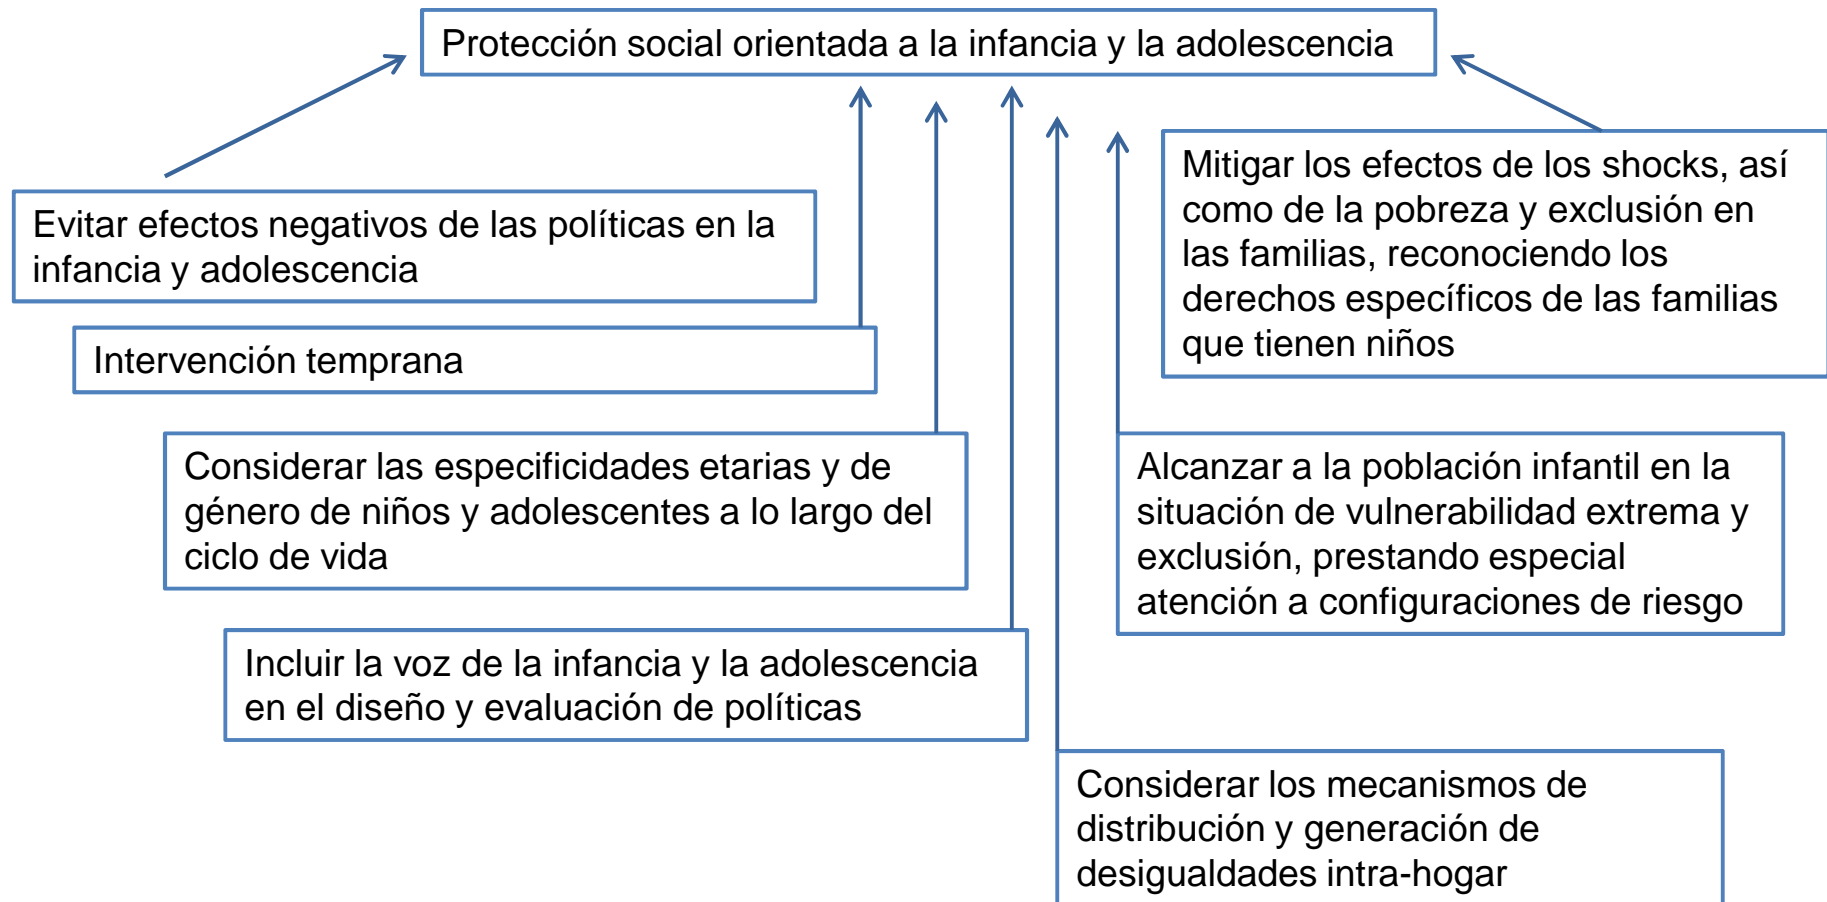 Protección social orientada a la infancia y la adolescencia
Evitar efectos negativos de las políticas en la
infancia y adolescencia
Intervención temprana
Considerar las especificidades etarias y de
género de niños y adolescentes a lo largo del
ciclo de vida
Incluir la voz de la infancia y la adolescencia
en el diseño y evaluación de políticas
Mitigar los efectos de los shocks, así
como de la pobreza y exclusión en
las familias, reconociendo los
derechos específicos de las familias
que tienen niños
Alcanzar a la población infantil en la
situación de vulnerabilidad extrema y
exclusión, prestando especial
atención a configuraciones de riesgo
Considerar los mecanismos de
distribución y generación de
desigualdades intra-hogar